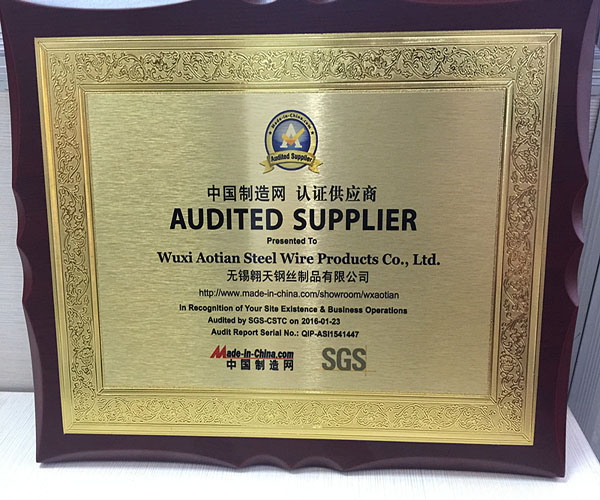 Made-in-China.com
Audited Supplier
中国制造网 认证供应商
AUDITED SUPPLIER
Presented To
Wuxi Aotian Steel Wire Products Co., Ltd.
无锡翱天钢丝制品有限公司
http://www.made-in-china.com/showroom/wxaotian
in Recognition of Your Site Existence & Business Operations
Audited by SGS-CSTC on 2016-01-23
Audit Report Serial No.: QIP-ASI1541447
Made-in-China.com
中国制造网
SGS